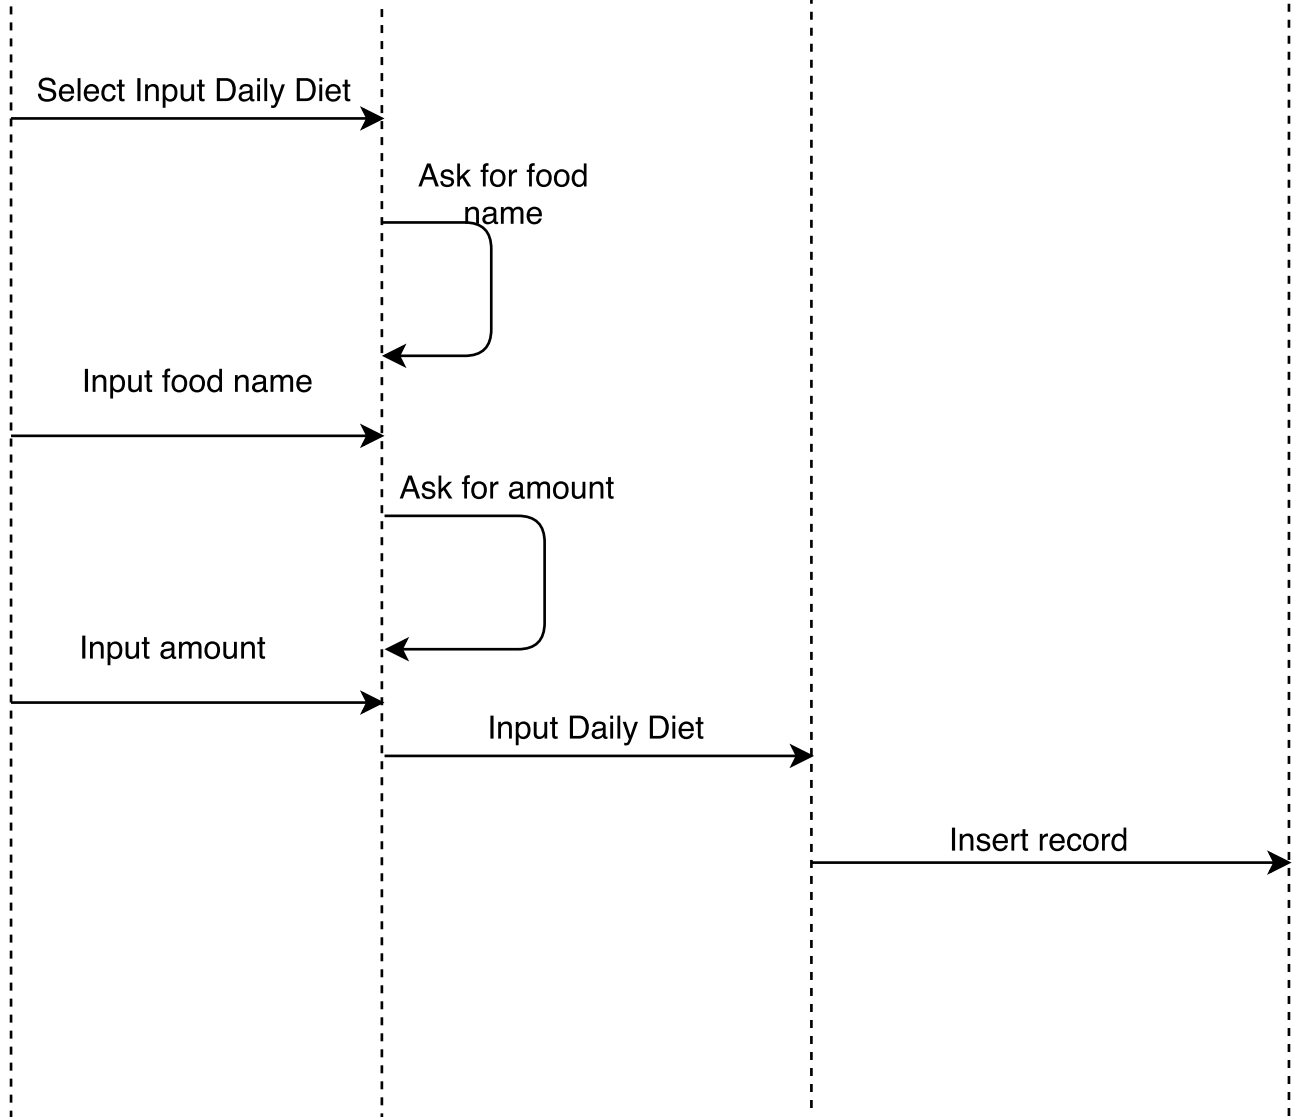 Select Input Daily Diet
Ask for food
name
Input food name
Ask for amount
Input amount
Input Daily Diet
Insert record